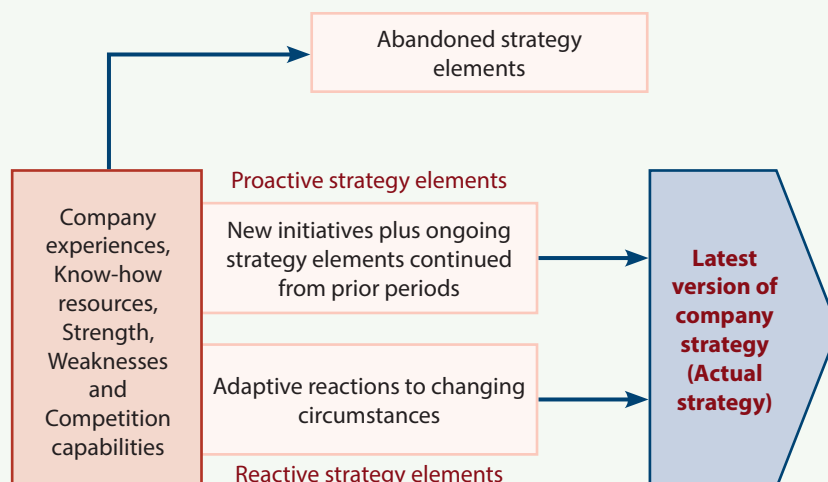 Abandoned strategy
elements
Proactive strategy elements
Company
experiences,
Know-how
resources,
Strength,
Weaknesses
and
Competition
capabilities
New initiatives plus ongoing
strategy elements continued
from prior periods
Adaptive reactions to changing
circumstances
Reactive strategy elements
Latest
version of
company
strategy
(Actual
strategy)